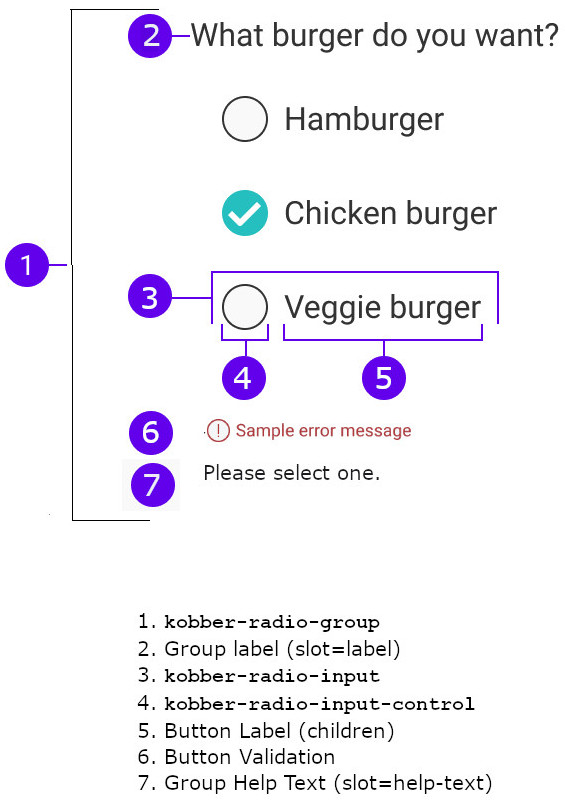 2 What burger do you want?
Hamburger
Chicken burger
1
3
Veggie burger
4 5
6 Sample error message
7 Please select one.
1. kobber-radio-group
2. Group label (slot=label)
3. kobber-radio-input
4. kobber-radio-input-control
5. Button Label (children)
6. Button Validation
7. Group Help Text (slot=help-text)